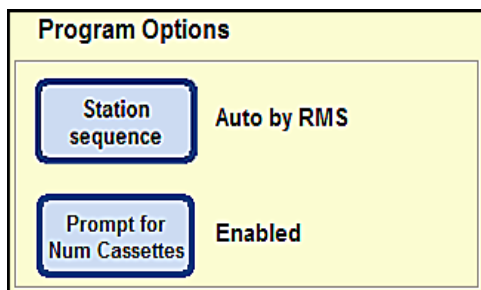 Program Options
Station
sequence
Auto by RMS
Prompt for
Num Cassettes
Enabled